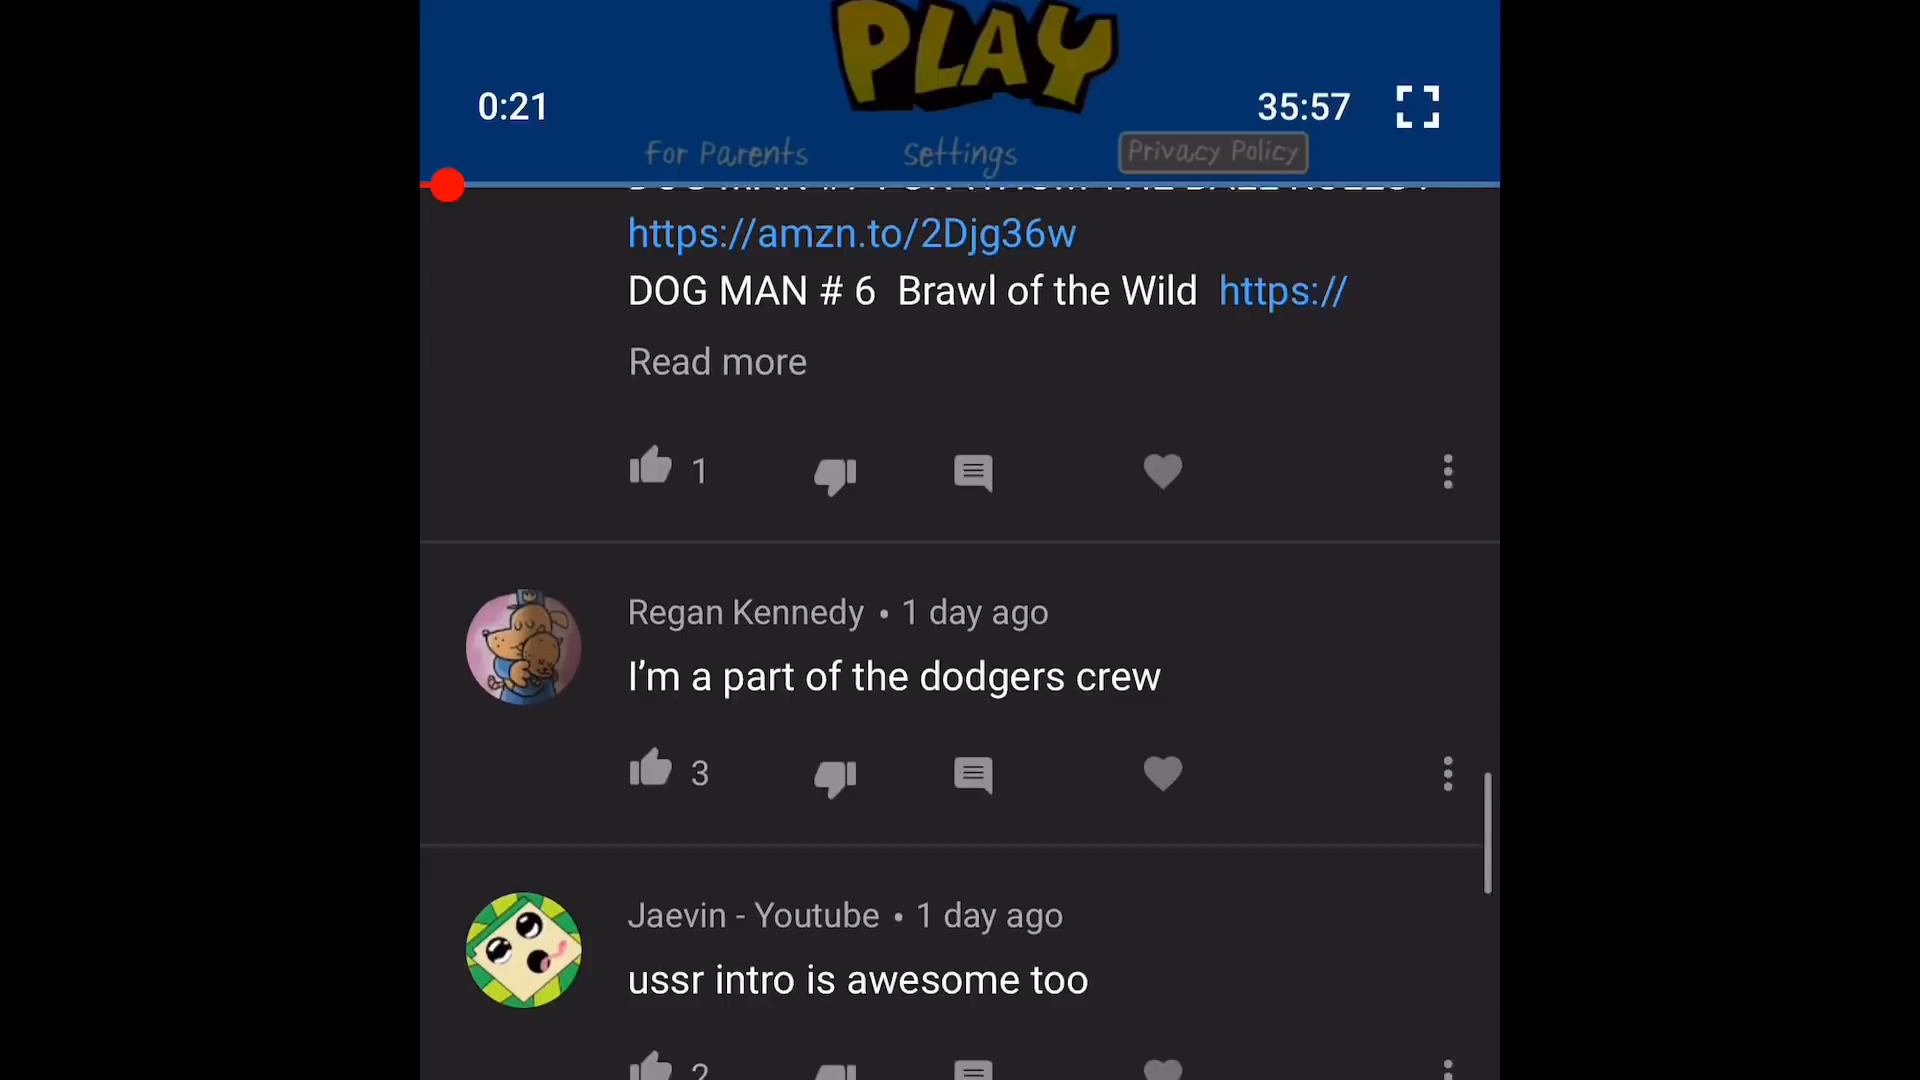 PLAY
0:21
35:57
For Parents
Settings
Privacy Policy
https://amzn.to/2Djg36w
DOG MAN # 6 Brawl of the Wild https://
Read more
1
Regan Kennedy • 1 day ago
I’m a part of the dodgers crew
3
Jaevin - Youtube • 1 day ago
ussr intro is awesome too
2